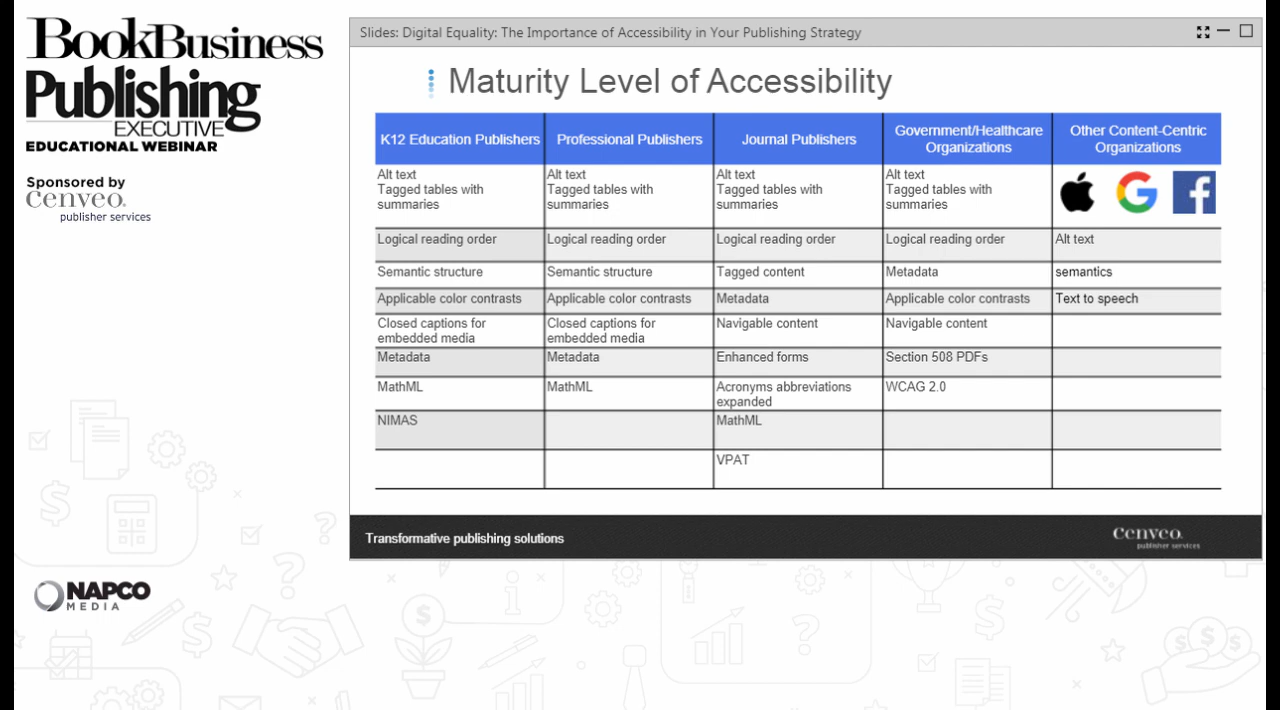 BookBusiness
Publishing
EXECUTIVE
EDUCATIONAL WEBINAR
Sponsored by
cenveo.
publisher services
Slides: Digital Equality: The Importance of Accessibility in Your Publishing Strategy
Maturity Level of Accessibility
K12 Education Publishers
Professional Publishers
Journal Publishers
Government/Healthcare
Organizations
Other Content-Centric
Organizations
Alt text
Tagged tables with
summaries
Alt text
Tagged tables with
summaries
Alt text
Tagged tables with
summaries
Alt text
Tagged tables with
summaries
Logical reading order
Logical reading order
Logical reading order
Logical reading order
Alt text
Semantic structure
Semantic structure
Tagged content
Metadata
semantics
Applicable color contrasts
Applicable color contrasts
Metadata
Applicable color contrasts
Text to speech
Closed captions for
embedded media
Closed captions for
embedded media
Navigable content
Navigable content
Metadata
Metadata
Enhanced forms
Section 508 PDFs
MathML
MathML
Acronyms abbreviations
expanded
WCAG 2.0
NIMAS
MathML
VPAT
Transformative publishing solutions
cenveo.
publisher services
NAPCO
MEDIA